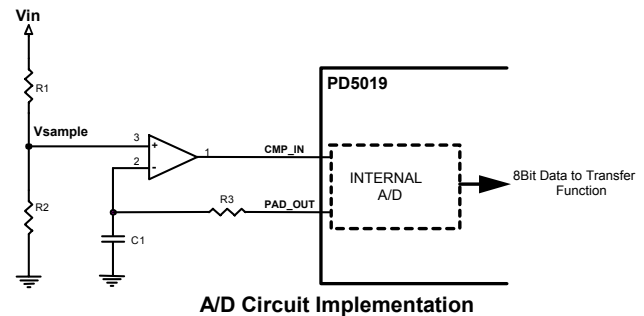 Vin
R1
PD5019
Vsample
3
+
2
-
1
CMP_IN
INTERNAL
A/D
8Bit Data to Transfer
Function
R2
R3
PAD_OUT
C1
A/D Circuit Implementation